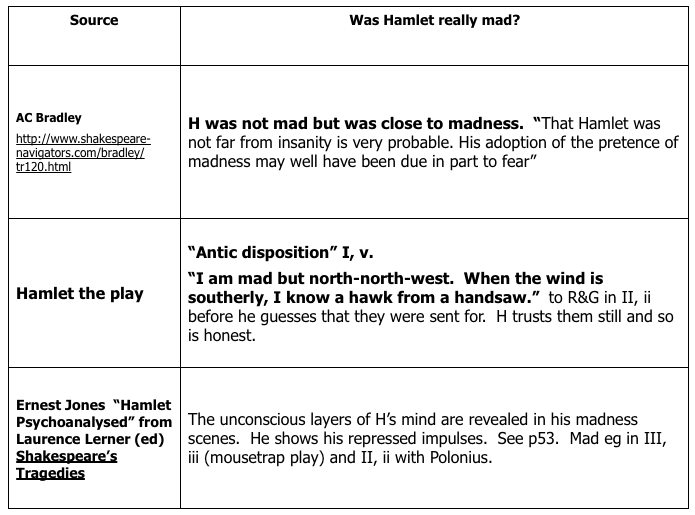 Source
Was Hamlet really mad?
AC Bradley
http://www.shakespeare-
navigators.com/bradley/
tr120.html
H was not mad but was close to madness.  “That Hamlet was
not far from insanity is very probable. His adoption of the pretence of
madness may well have been due in part to fear”
Hamlet the play
“Antic disposition” I, v.
“I am mad but north-north-west.  When the wind is
southerly, I know a hawk from a handsaw.”  to R&G in II, ii
before he guesses that they were sent for.  H trusts them still and so
is honest.
Ernest Jones  “Hamlet
Psychoanalysed” from
Laurence Lerner (ed)
Shakespeare’s
Tragedies
The unconscious layers of H’s mind are revealed in his madness
scenes.  He shows his repressed impulses.  See p53.  Mad eg in III,
iii (mousetrap play) and II, ii with Polonius.